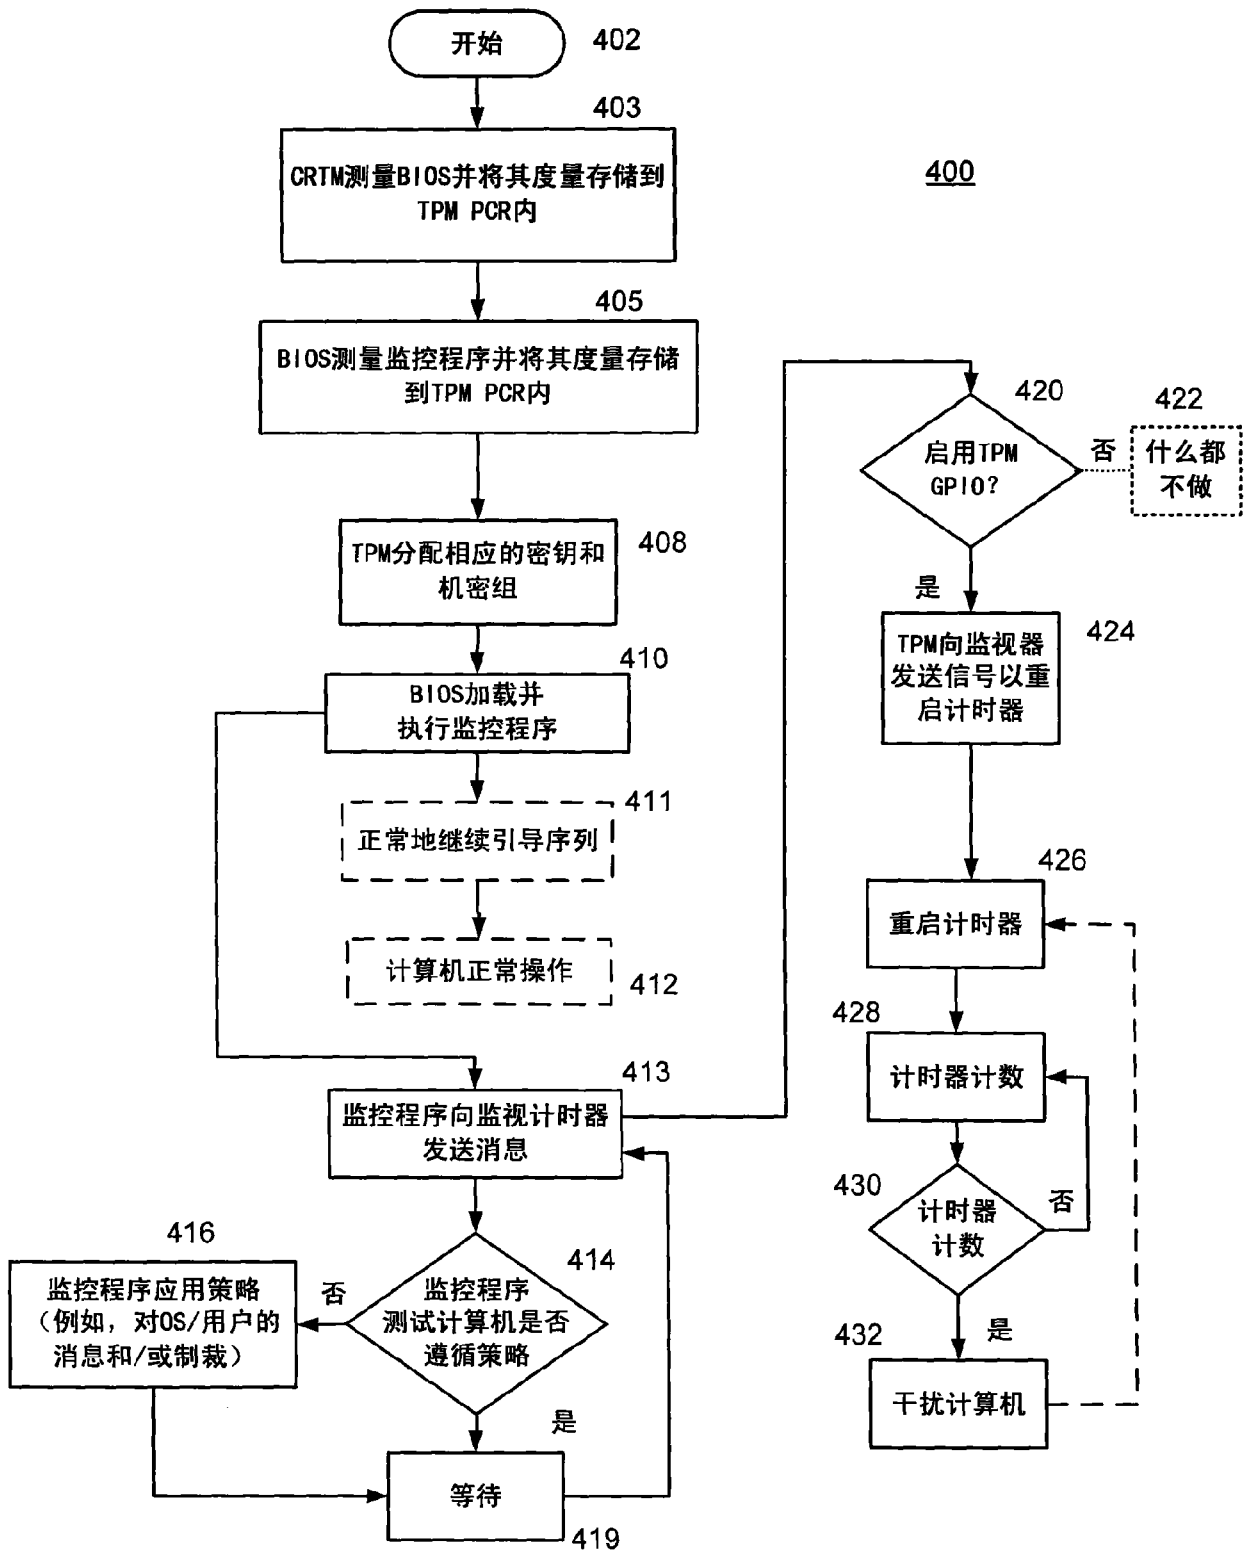 开始
402
403
CRTM测量BIOS并将其度量存储到
TPM PCR内
400
405
BIOS测量监控程序并将其度量存储
到TPM PCR内
408
TPM分配相应的密钥和
机密组
410
BIOS加载并
执行监控程序
411
正常地继续引导序列
计算机正常操作
412
413
监控程序向监视计时器
发送消息
414
监控程序
测试计算机是否
遵循策略
否
416
监控程序应用策略
（例如，对OS/用户的
消息和/或制裁）
是
等待
419
420
启用TPM
GPIO?
否
422
什么都
不做
是
424
TPM向监视器
发送信号以重
启计时器
426
重启计时器
428
计时器计数
430
计时器
计数
否
是
432
干扰计算机